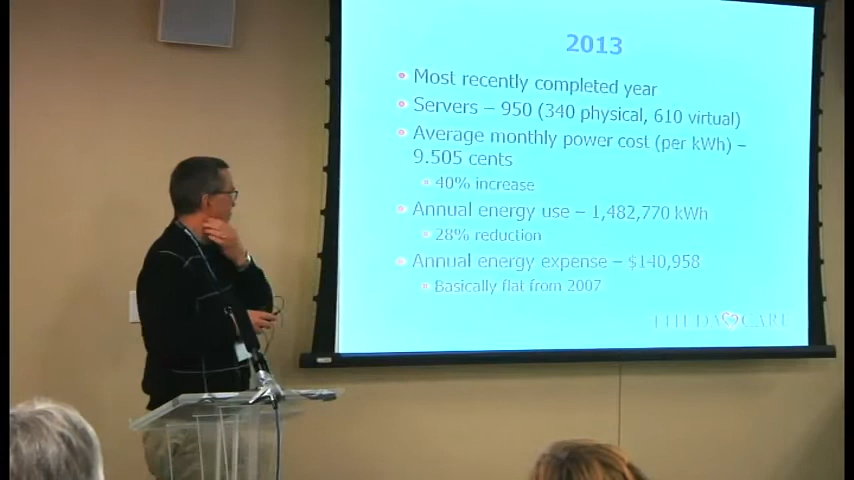 2013
Most recently completed year
Servers – 950 (340 physical, 610 virtual)
Average monthly power cost (per kWh) –
9.505 cents
40% increase
Annual energy use – 1,482,770 kWh
28% reduction
Annual energy expense – $140,958
Basically flat from 2007
THEDACARE